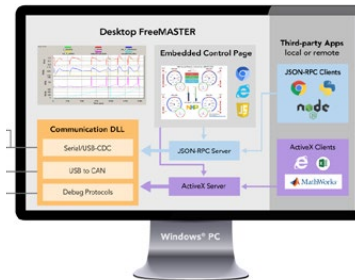 Desktop FreeMASTER
Embedded Control Page
Third-party Apps
local or remote
JSON-RPC Clients
node
Communication DLL
Serial/USB-CDC
USB to CAN
Debug Protocols
JSON-RPC Server
ActiveX Server
ActiveX Clients
MathWorks
Windows® PC